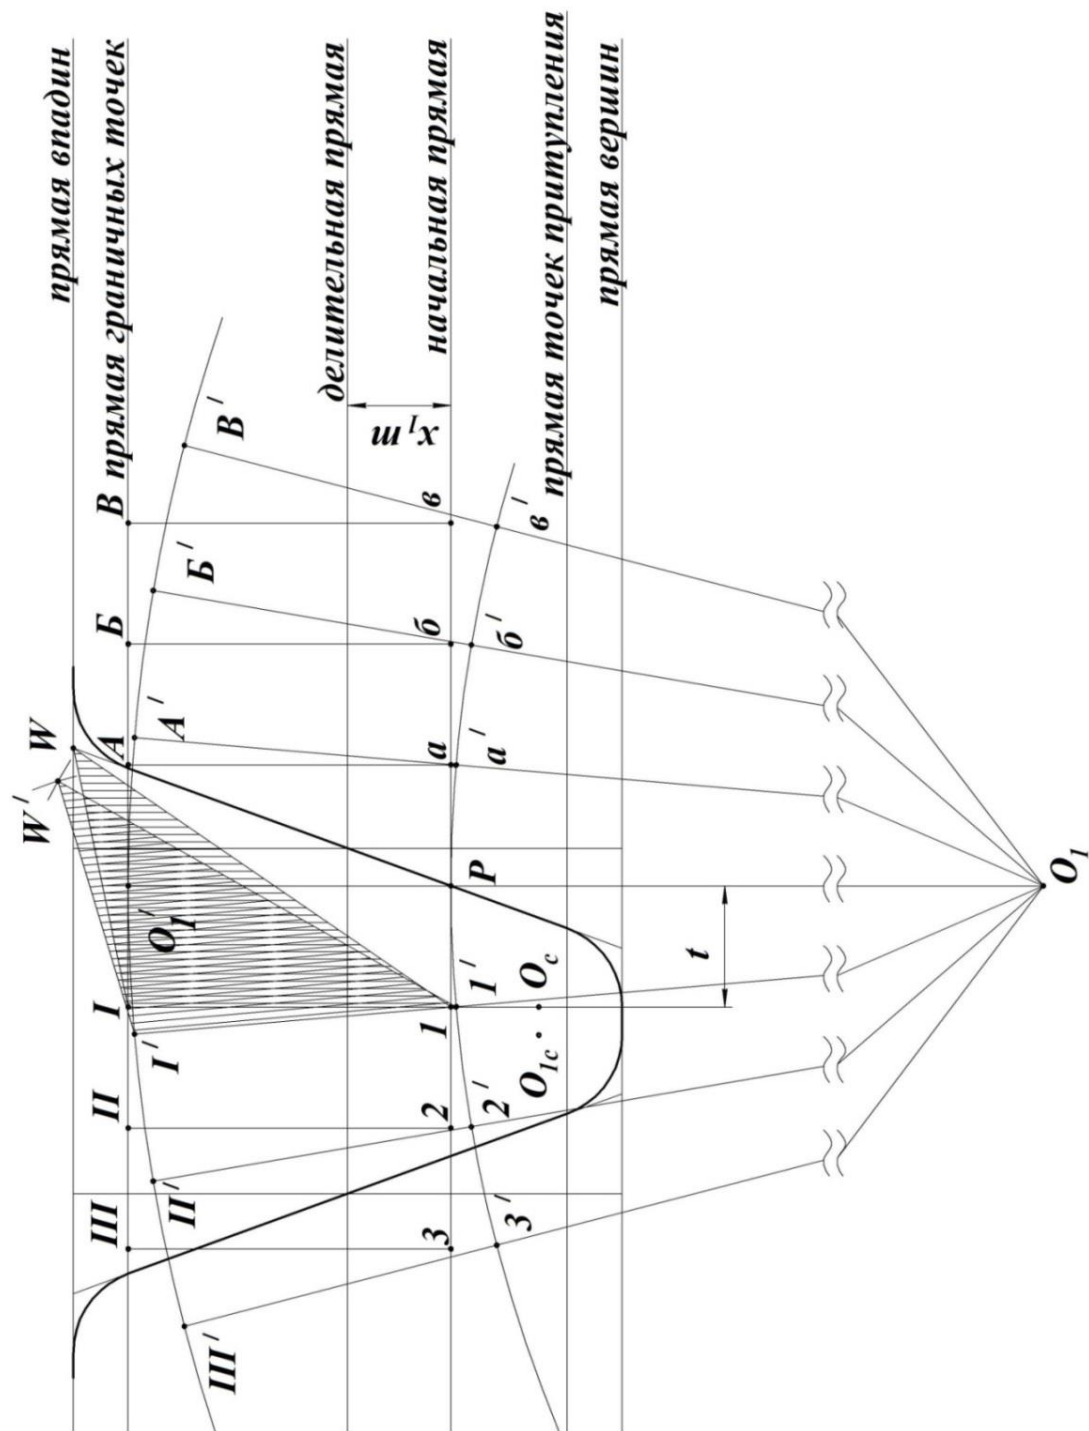 прямая впадин
прямая граничных точек
делительная прямая
начальная прямая
прямая точек притупления
прямая вершин
x₁m
W'
W
III
II
I
A
Б
В
I'
O₁'
A'
Б'
В'
II'
III'
3
2
1
P
a
б
в
3'
2'
1'
a'
б'
в'
O₁c
Oc
t
O₁